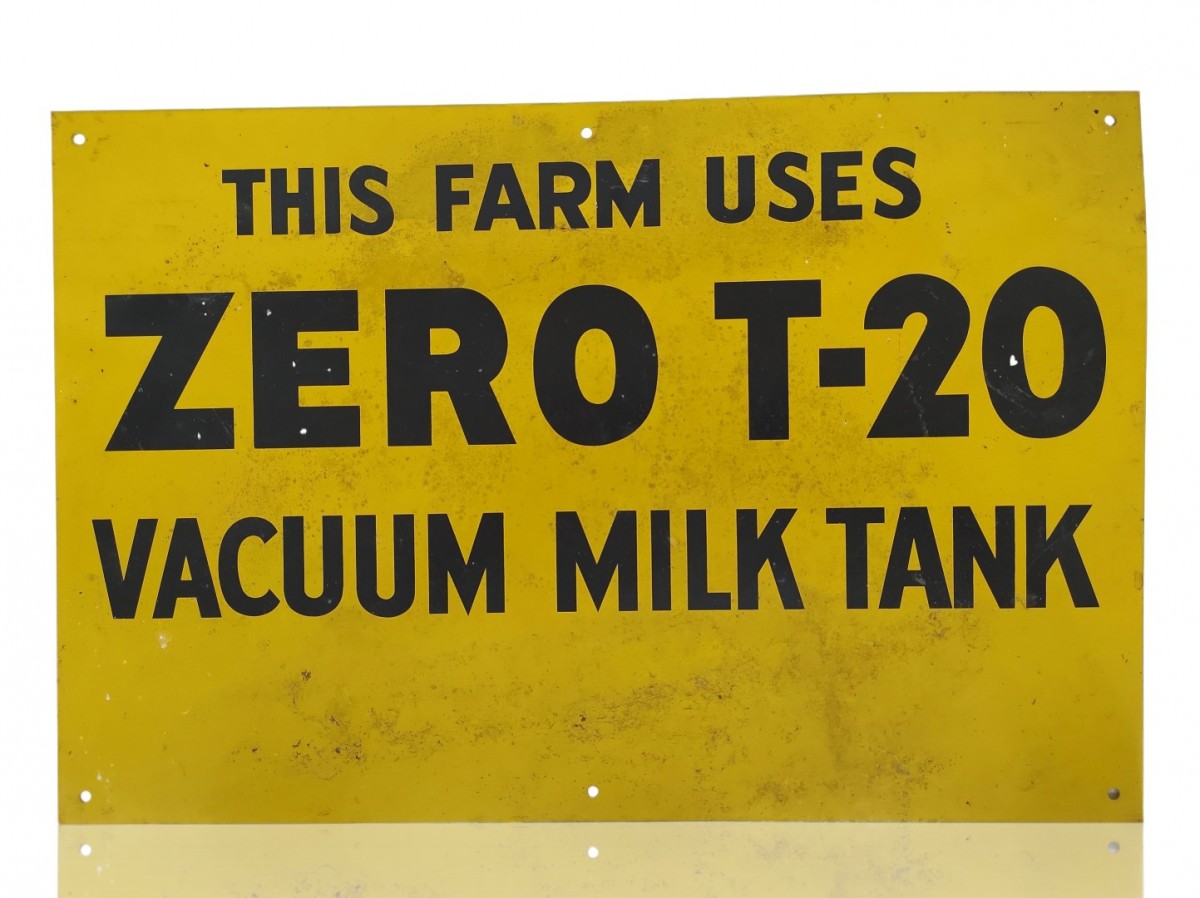 THIS FARM USES
ZERO T-20
VACUUM MILK TANK